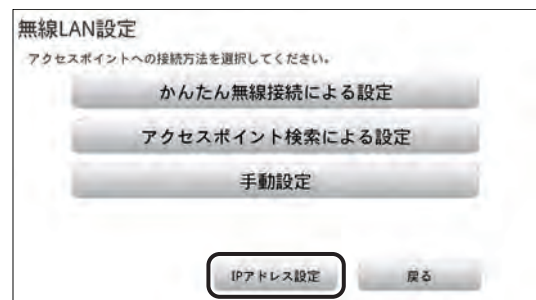 無線LAN設定
アクセスポイントへの接続方法を選択してください。
かんたん無線接続による設定
アクセスポイント検索による設定
手動設定
IPアドレス設定 戻る